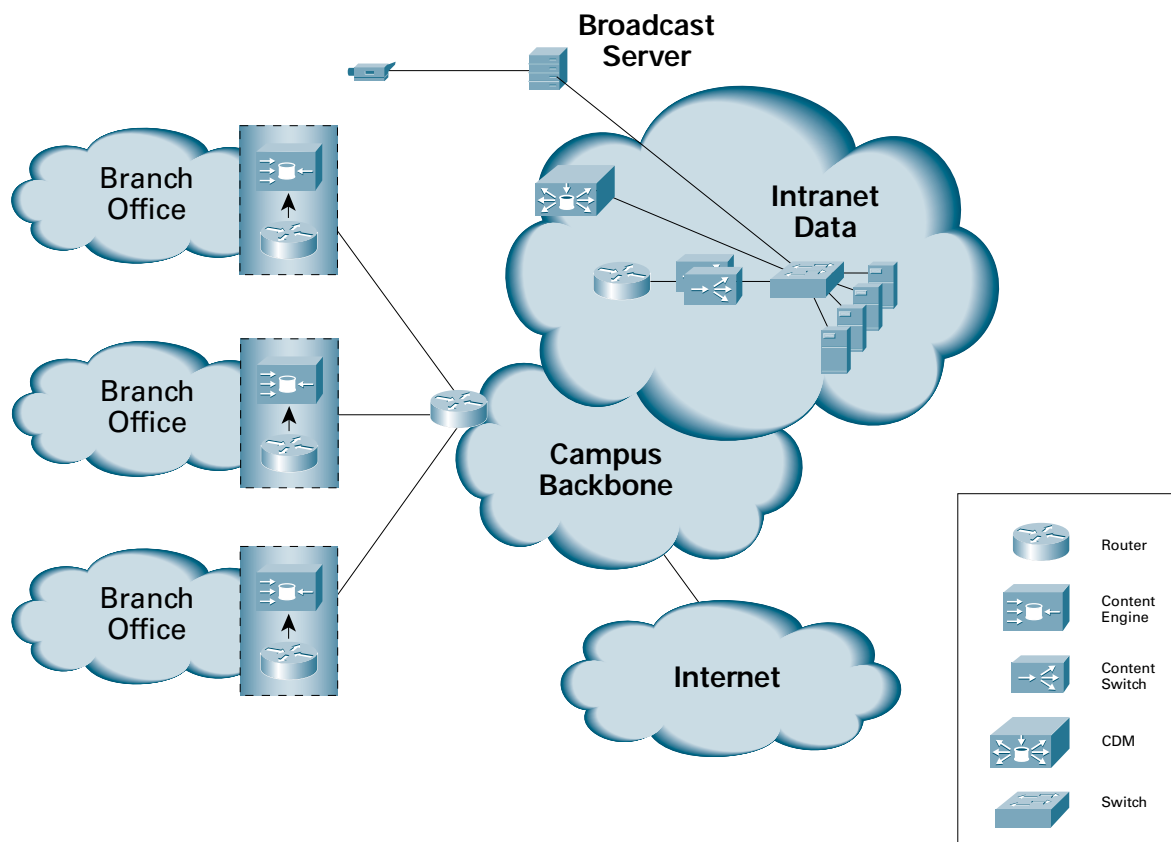 Broadcast
Server
Branch
Office
Intranet
Data
Branch
Office
Campus
Backbone
Branch
Office
Internet
Router
Content
Engine
Content
Switch
CDM
Switch